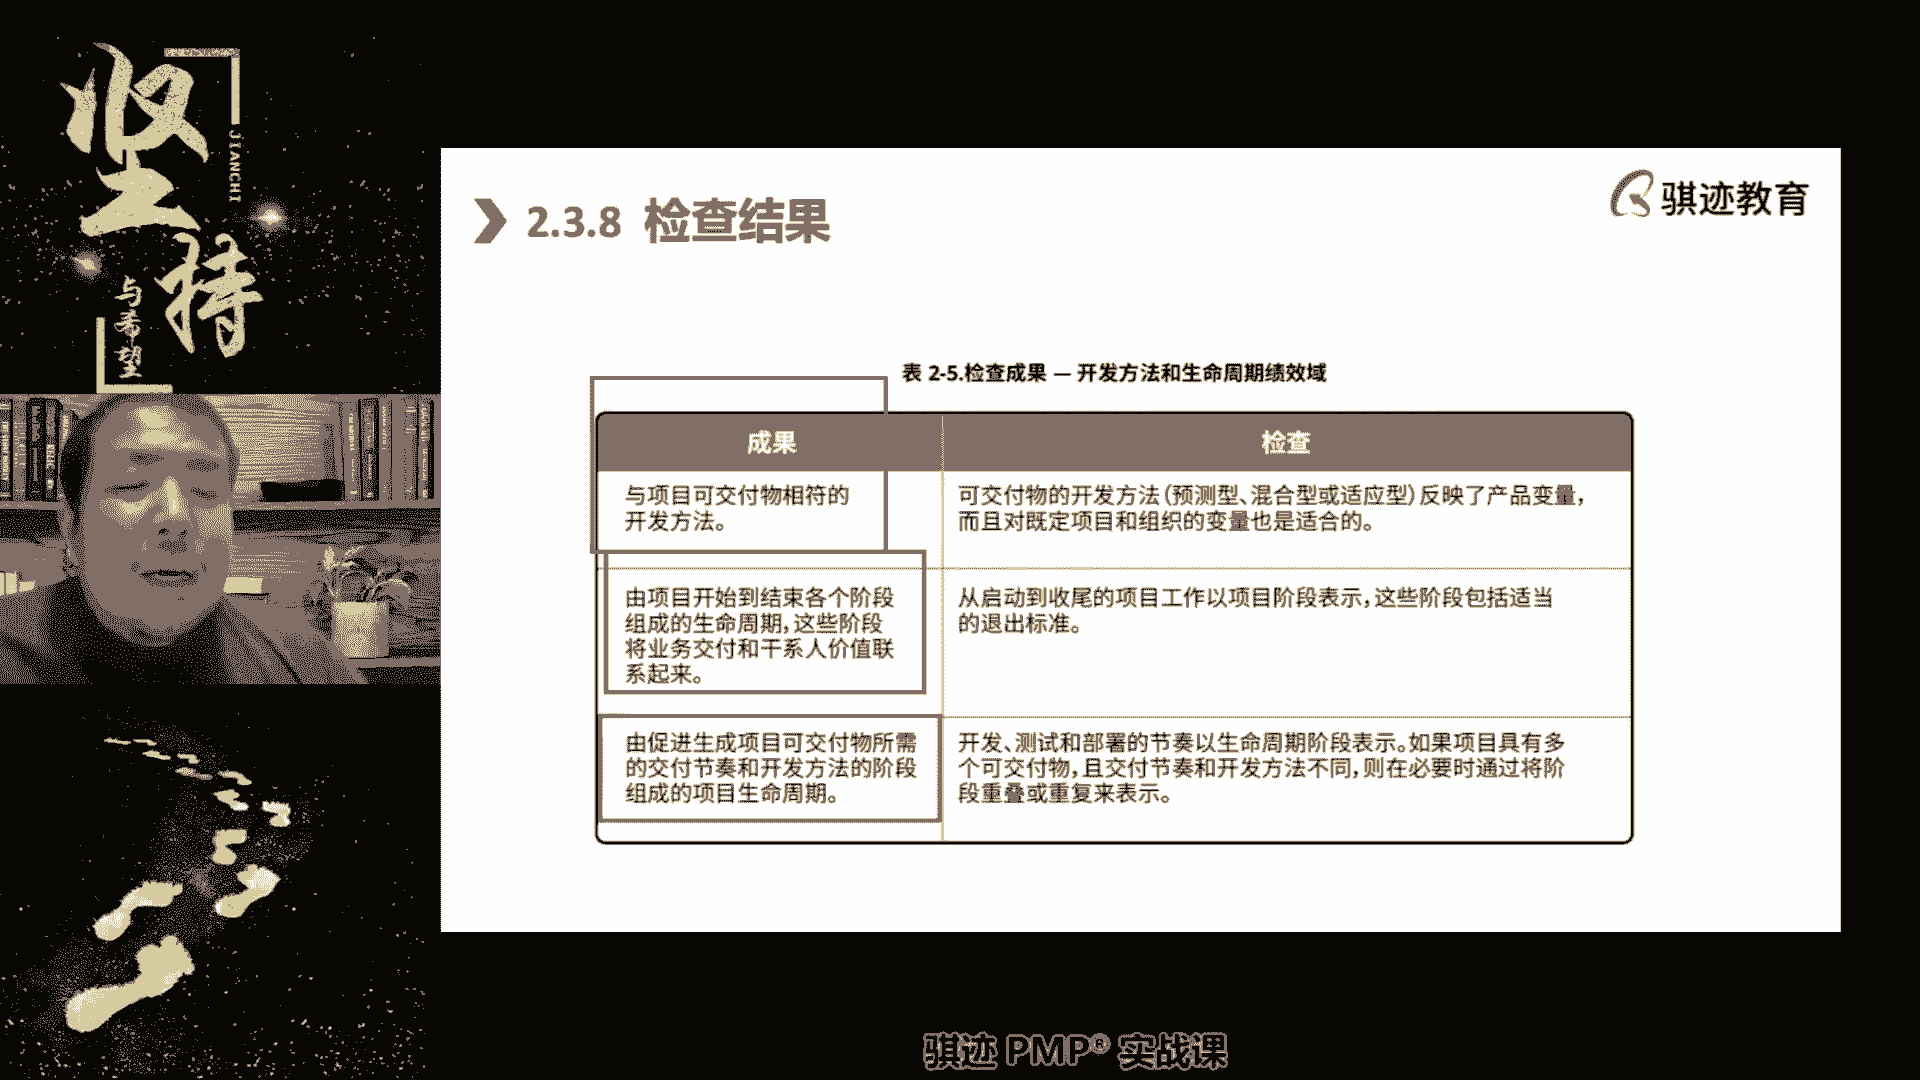 坚
持
JIANCHI
与希望
2.3.8 检查结果
骐迹教育
表 2-5.检查成果 — 开发方法和生命周期绩效域
成果
检查
与项目可交付物相符的
开发方法。
可交付物的开发方法（预测型、混合型或适应型）反映了产品变量，
而且对既定项目和组织的变量也是适合的。
由项目开始到结束各个阶段
组成的生命周期，这些阶段
将业务交付和干系人价值联
系起来。
从启动到收尾的项目工作以项目阶段表示，这些阶段包括适当
的退出标准。
由促进生成项目可交付物所需
的交付节奏和开发方法的阶段
组成的项目生命周期。
开发、测试和部署的节奏以生命周期阶段表示。如果项目具有多
个可交付物，且交付节奏和开发方法不同，则在必要时通过将阶
段重叠或重复来表示。
骐迹 PMP® 实战课